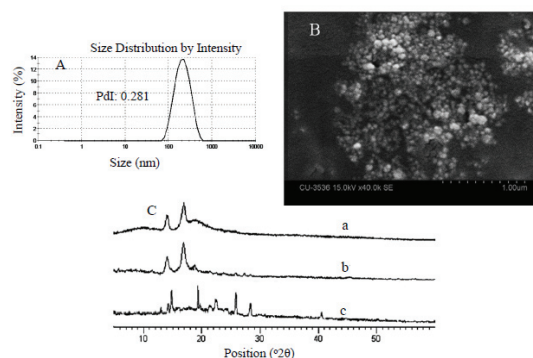 Size Distribution by Intensity
A
PdI: 0.281
Intensity (%)
14
12
10
8
6
4
2
0
0.1 1 10 100 1000 10000
Size (nm)
B
CU-3536 15.0kV x40.0k SE 1.00um
C
a
b
c
10 20 30 40 50
Position (°2θ)